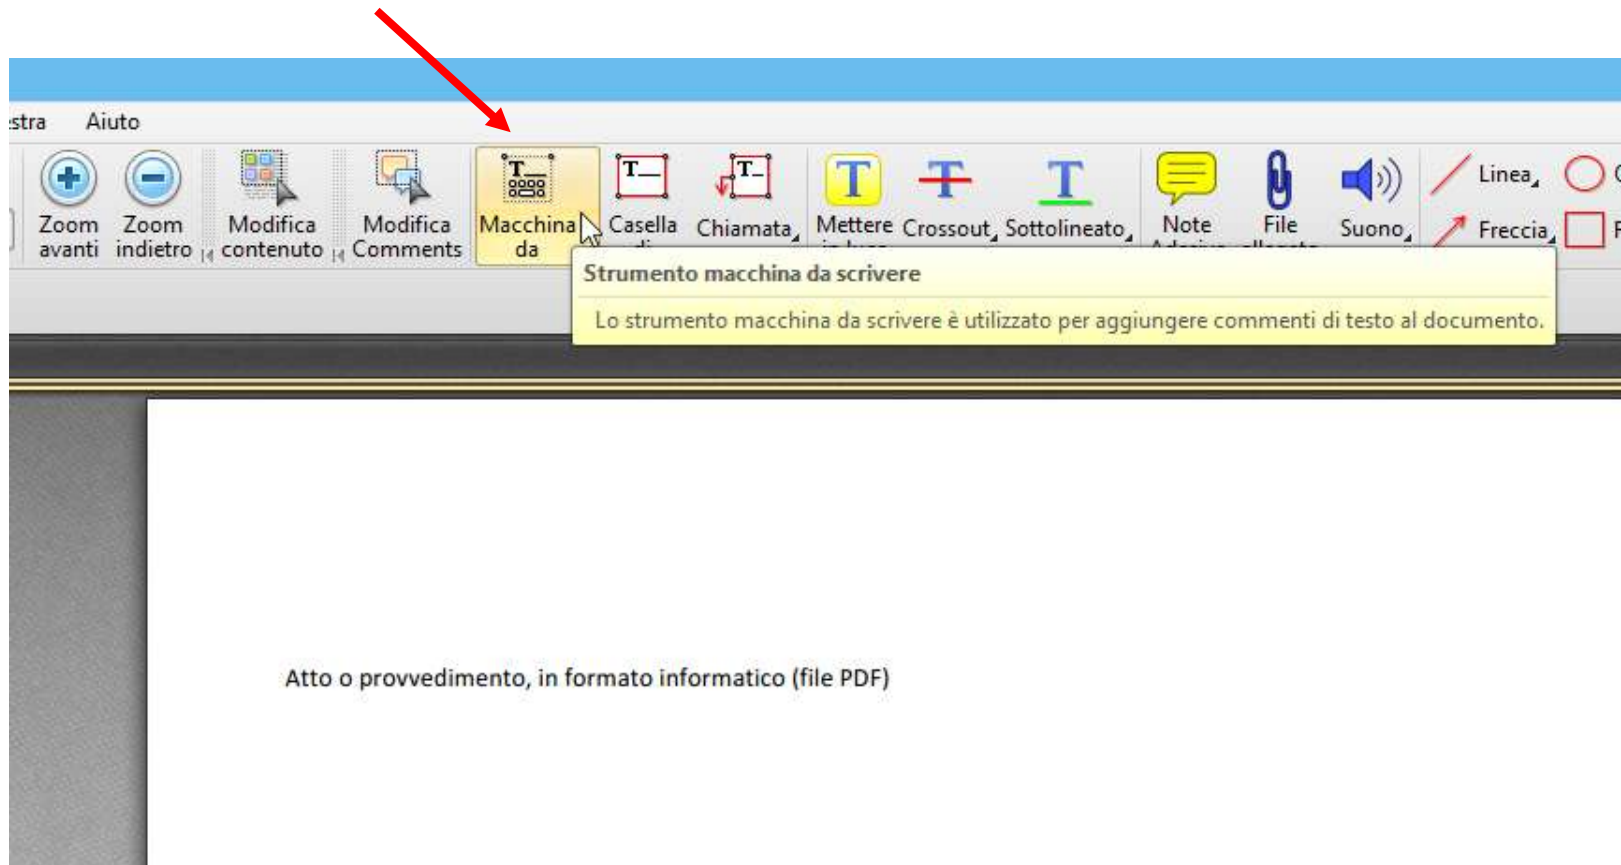 Aiuto
Zoom avanti
Zoom indietro
Modifica contenuto
Modifica Comments
Macchina da
Casella
Chiamata
Mettere
Crossout
Sottolineato
Note
File
Suono
Linea
Freccia
Strumento macchina da scrivere
Lo strumento macchina da scrivere è utilizzato per aggiungere commenti di testo al documento.
Atto o provvedimento, in formato informatico (file PDF)